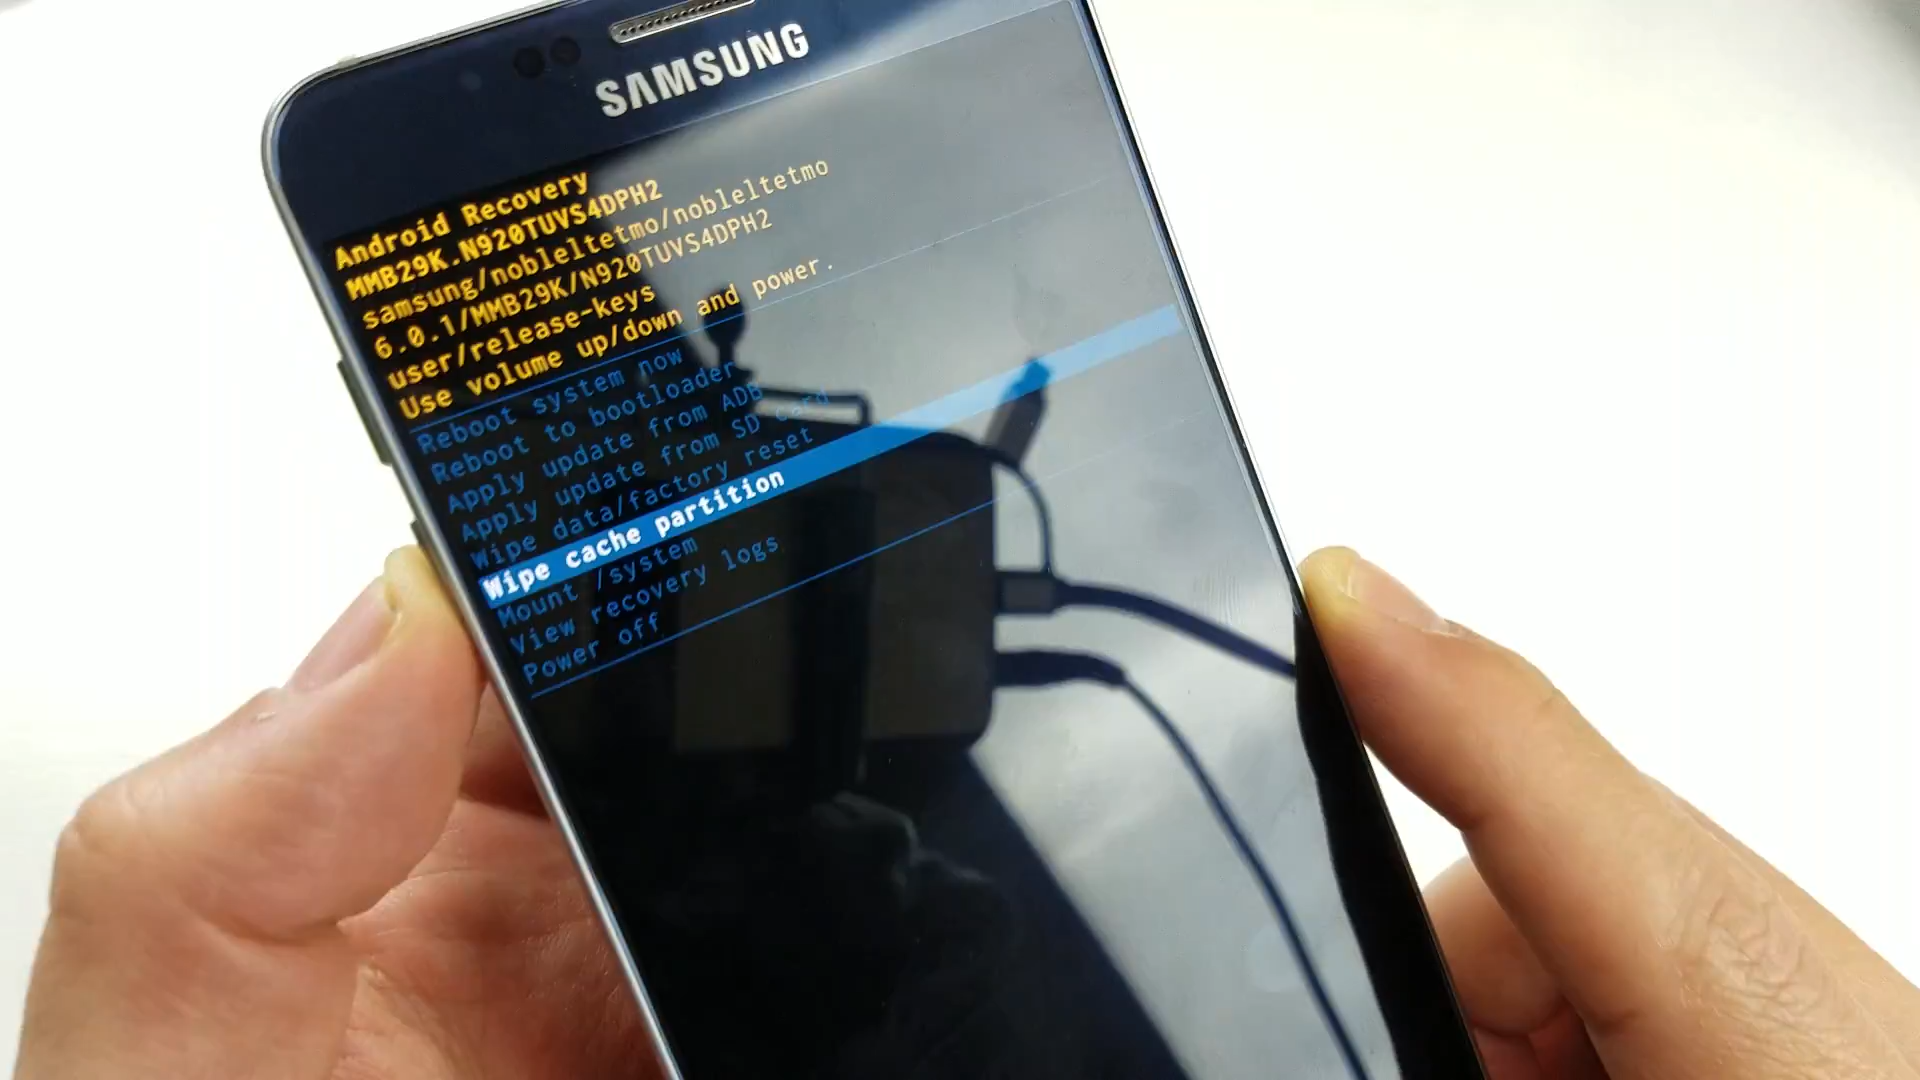 SAMSUNG
Android Recovery
MMB29K.N920TUVS4DPH2
samsung/nobleltetmo/nobleltetmo
6.0.1/MMB29K/N920TUVS4DPH2
user/release-keys
Use volume up/down and power.
Reboot system now
Reboot to bootloader
Apply update from ADB
Apply update from SD card
Wipe data/factory reset
Wipe cache partition
Mount /system
View recovery logs
Power off